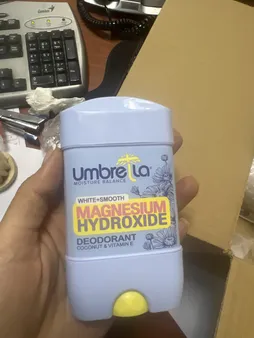 Umbrella
MOISTURE BALANCE
WHITE+SMOOTH
MAGNESIUM
HYDROXIDE
DEODORANT
COCONUT & VITAMIN E